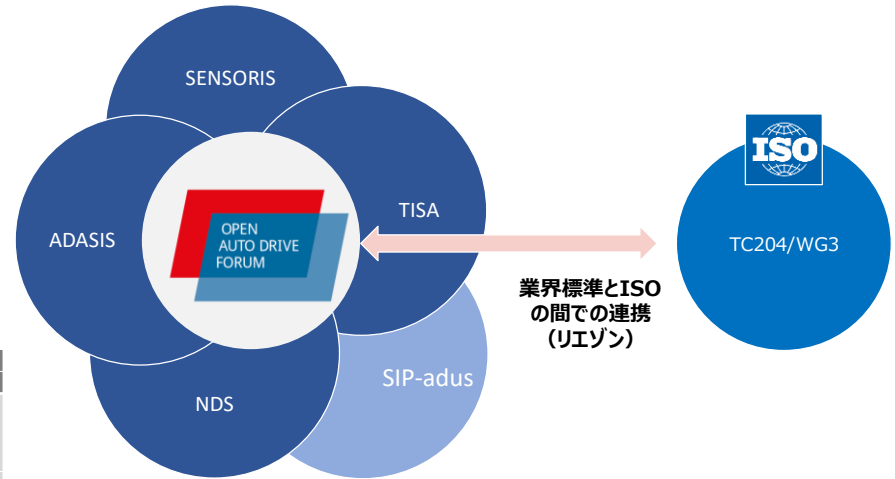 SENSORIS
TISA
ADASIS
OPEN
AUTO DRIVE
FORUM
SIP-adus
NDS
業界標準とISO
の間での連携
（リエゾン）
ISO
TC204/WG3